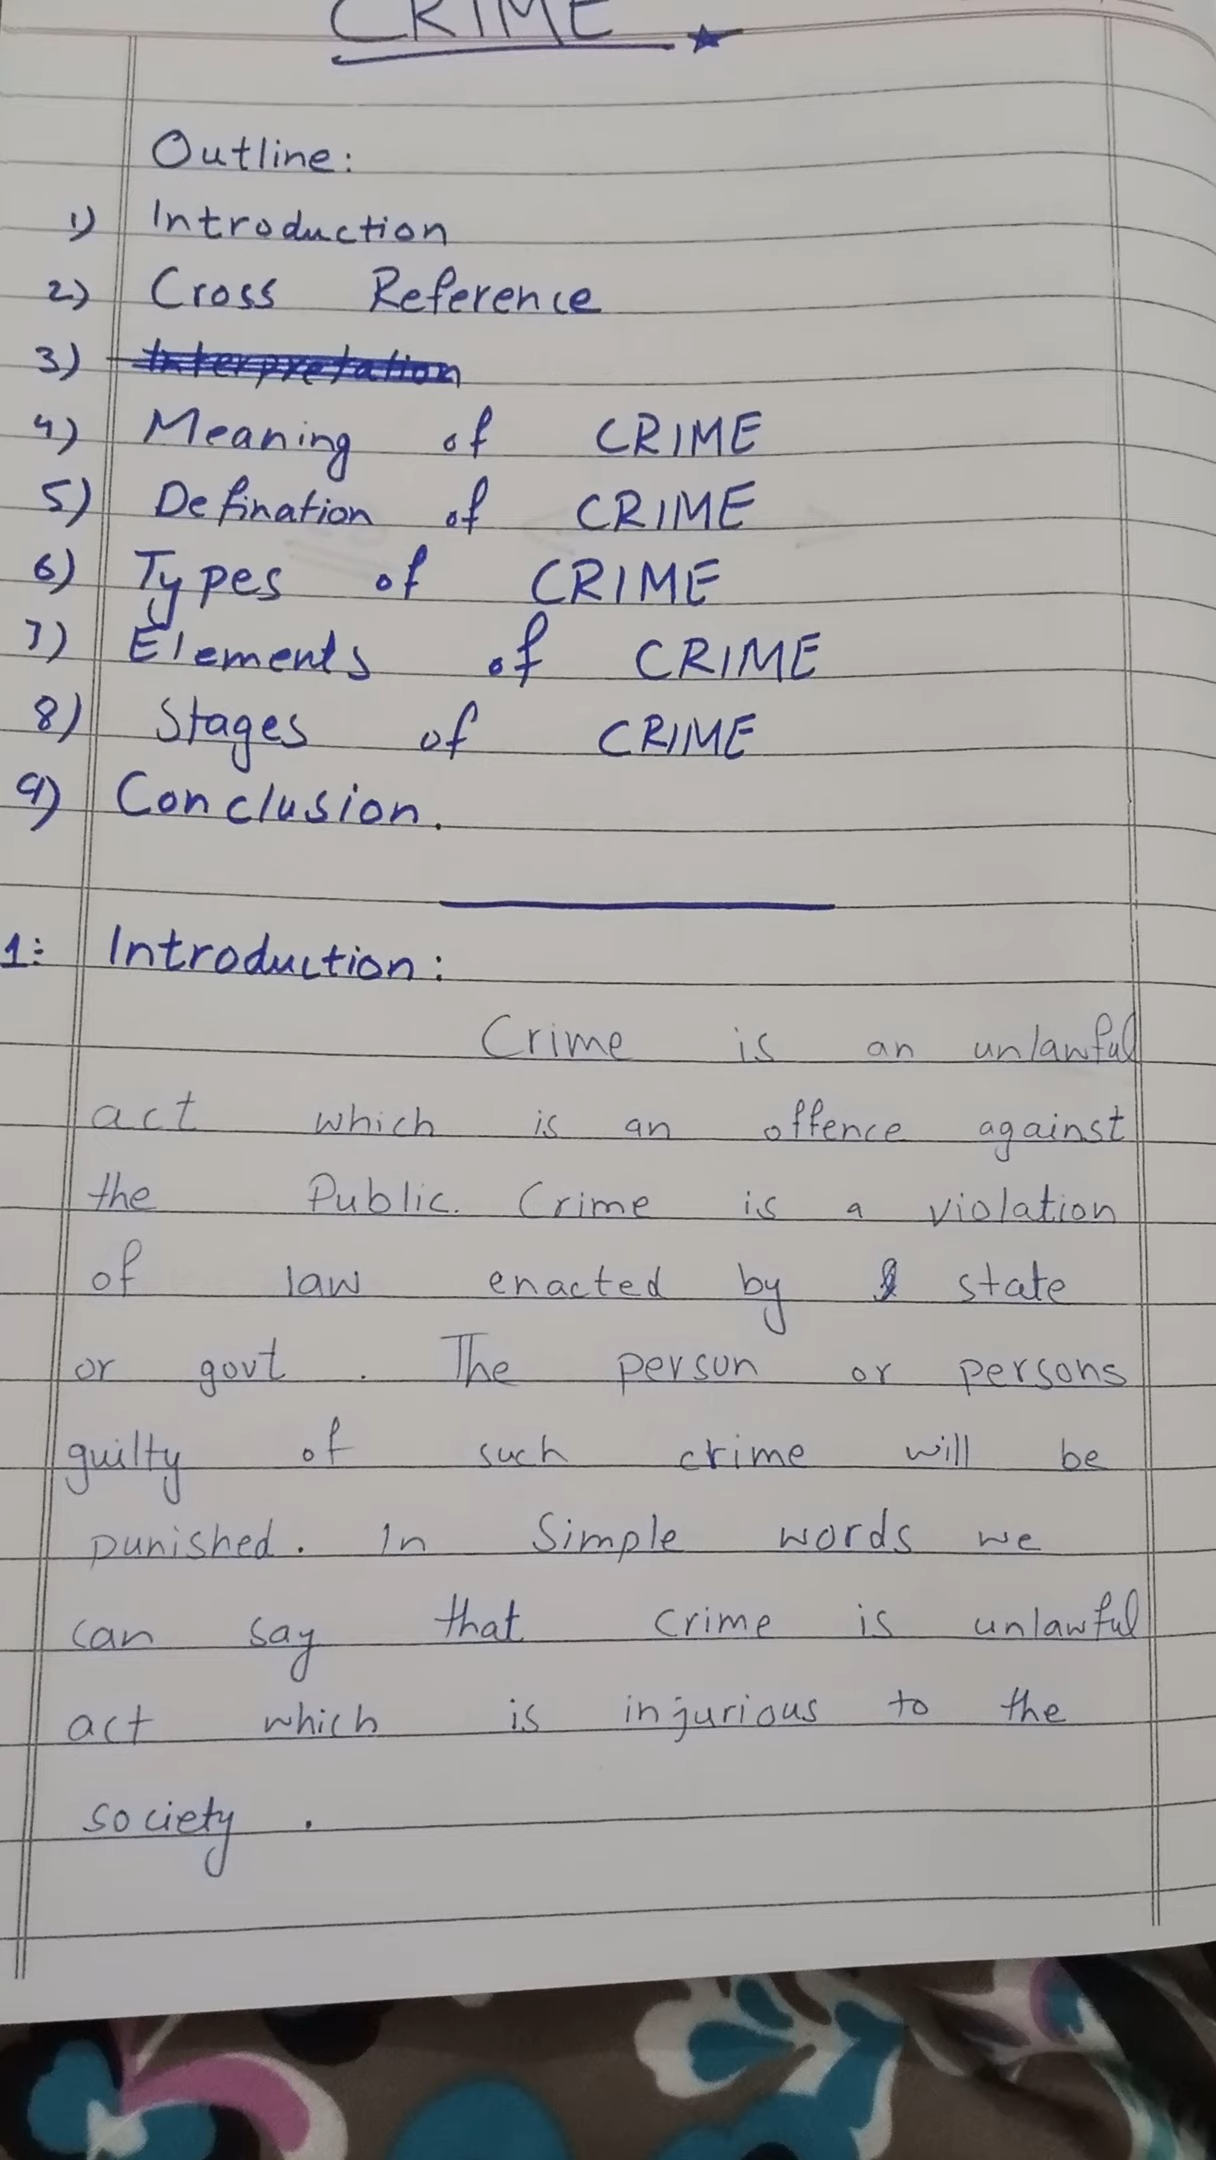 CRIME
Outline:
1) Introduction
2) Cross Reference
3) Interpretation
4) Meaning of CRIME
5) Defination of CRIME
6) Types of CRIME
7) Elements of CRIME
8) Stages of CRIME
9) Conclusion.
1: Introduction:
Crime is an unlawful
act which is an offence against
the Public. Crime is a violation
of law enacted by state
or govt. The person or persons
guilty of such crime will be
punished. In Simple words we
can say that crime is unlawful
act which is injurious to the
society.